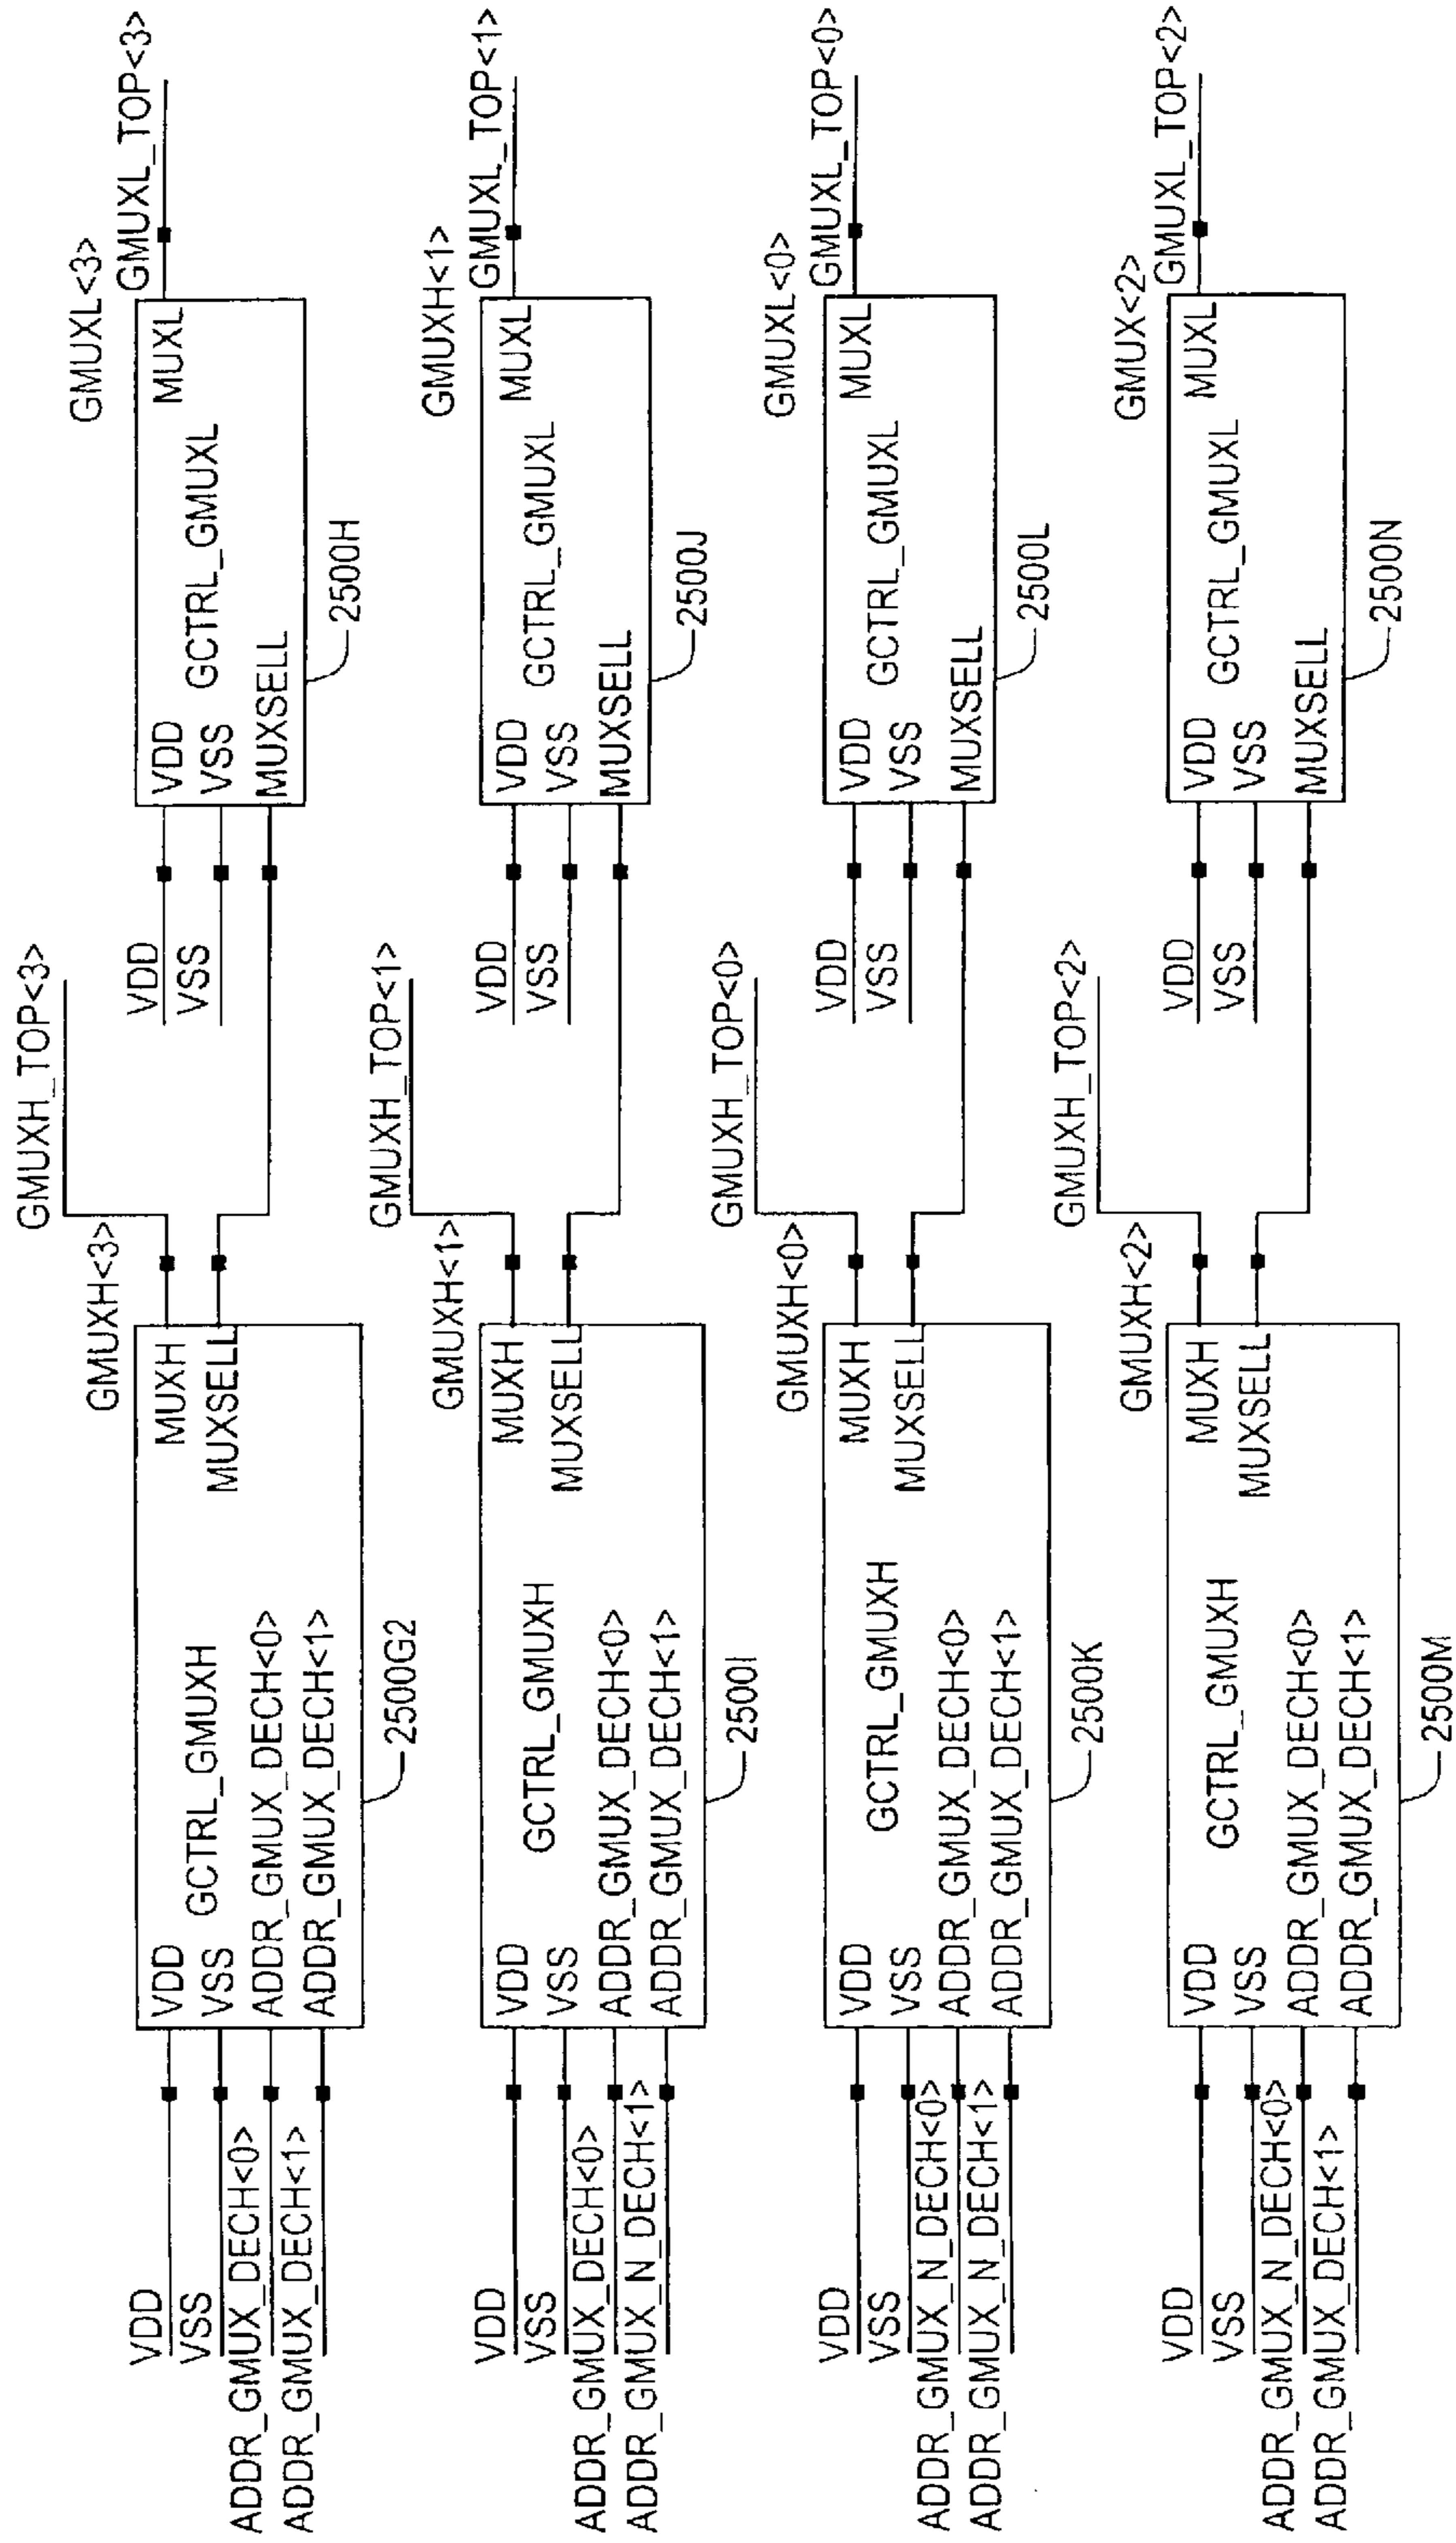 GMUXH_TOP<3>
GMUXL<3>
GMUXL_TOP<3>
GMUXH<3>
VDD
VSS
ADDR_GMUX_DECH<0>
ADDR_GMUX_DECH<1>
VDD
VSS
ADDR_GMUX_DECH<0>
ADDR_GMUX_DECH<1>
GCTRL_GMUXH
MUXH
MUXSELL
2500G2
VDD
VSS
VDD
VSS
MUXSELL
GCTRL_GMUXL
MUXL
2500H
GMUXH_TOP<1>
GMUXH<1>
GMUXL_TOP<1>
GMUXH<1>
VDD
VSS
ADDR_GMUX_DECH<0>
ADDR_GMUX_N_DECH<1>
VDD
VSS
ADDR_GMUX_DECH<0>
ADDR_GMUX_DECH<1>
GCTRL_GMUXH
MUXH
MUXSELL
2500I
VDD
VSS
VDD
VSS
MUXSELL
GCTRL_GMUXL
MUXL
2500J
GMUXH_TOP<0>
GMUXL<0>
GMUXL_TOP<0>
GMUXH<0>
VDD
VSS
ADDR_GMUX_N_DECH<0>
ADDR_GMUX_N_DECH<1>
VDD
VSS
ADDR_GMUX_DECH<0>
ADDR_GMUX_DECH<1>
GCTRL_GMUXH
MUXH
MUXSELL
2500K
VDD
VSS
VDD
VSS
MUXSELL
GCTRL_GMUXL
MUXL
2500L
GMUXH_TOP<2>
GMUX<2>
GMUXL_TOP<2>
GMUXH<2>
VDD
VSS
ADDR_GMUX_N_DECH<0>
ADDR_GMUX_DECH<1>
VDD
VSS
ADDR_GMUX_DECH<0>
ADDR_GMUX_DECH<1>
GCTRL_GMUXH
MUXH
MUXSELL
2500M
VDD
VSS
VDD
VSS
MUXSELL
GCTRL_GMUXL
MUXL
2500N